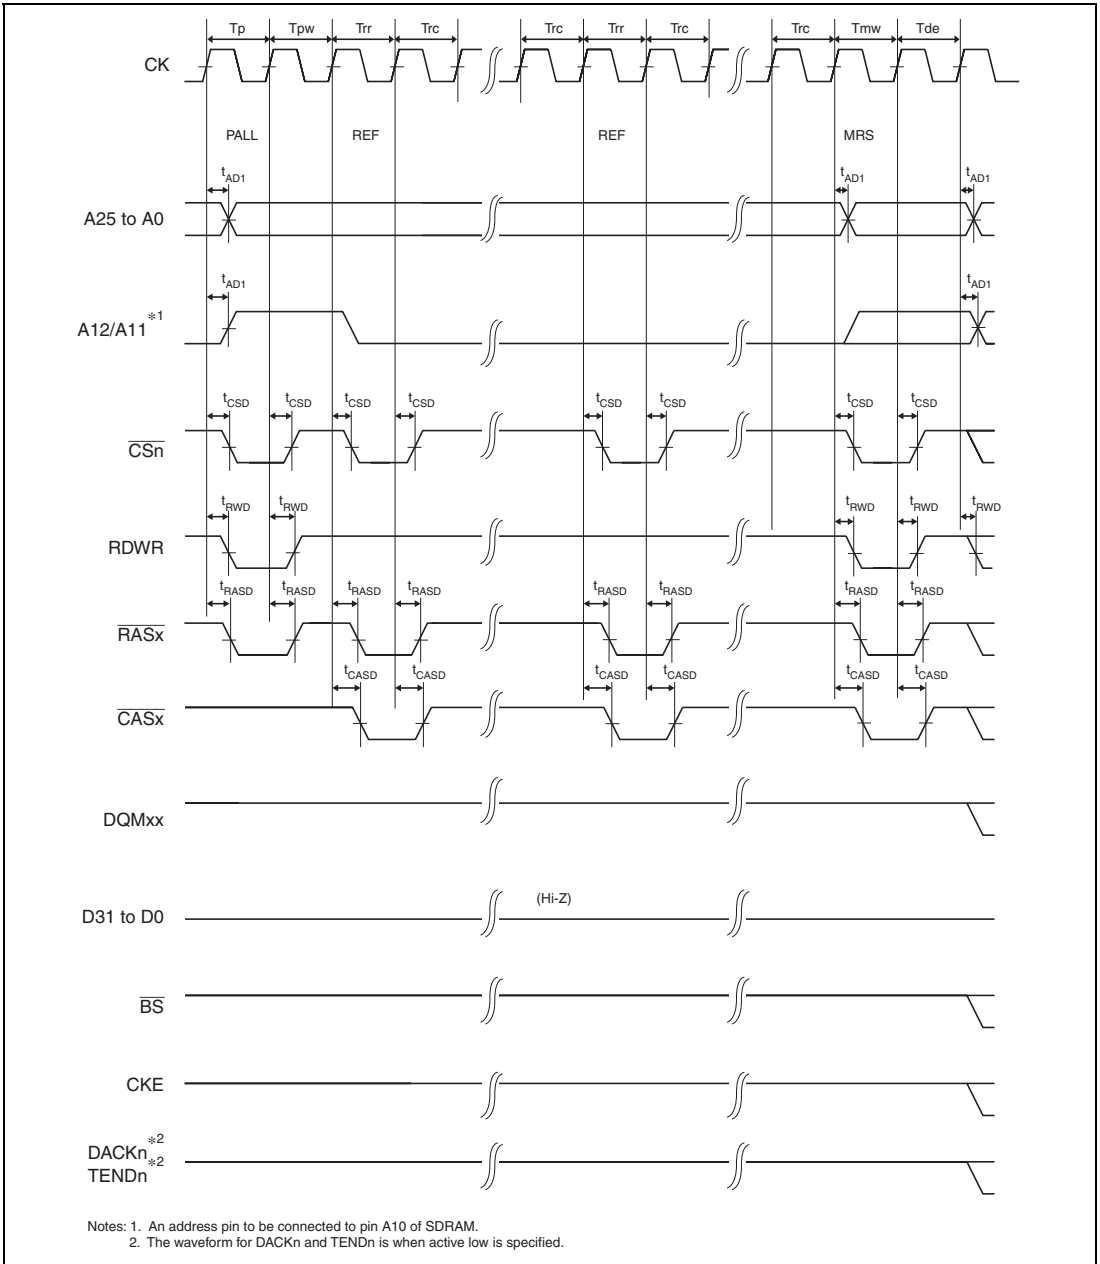 Tp Tpw Trr Trc Trc Trr Trc Trc Tmw Tde
CK
PALL REF REF MRS
tAD1 tAD1 tAD1
A25 to A0
tAD1 tAD1
A12/A11*1
tCSD tCSD tCSD tCSD tCSD tCSD tCSD tCSD
CSn
tRWD tRWD tRWD tRWD tRWD
RDWR
tRASD tRASD tRASD tRASD tRASD tRASD tRASD tRASD
RASx
tCASD tCASD tCASD tCASD tCASD tCASD
CASx
DQMxx
(Hi-Z)
D31 to D0
BS
CKE
DACKn*2
TENDn*2
Notes: 1. An address pin to be connected to pin A10 of SDRAM.
2. The waveform for DACKn and TENDn is when active low is specified.